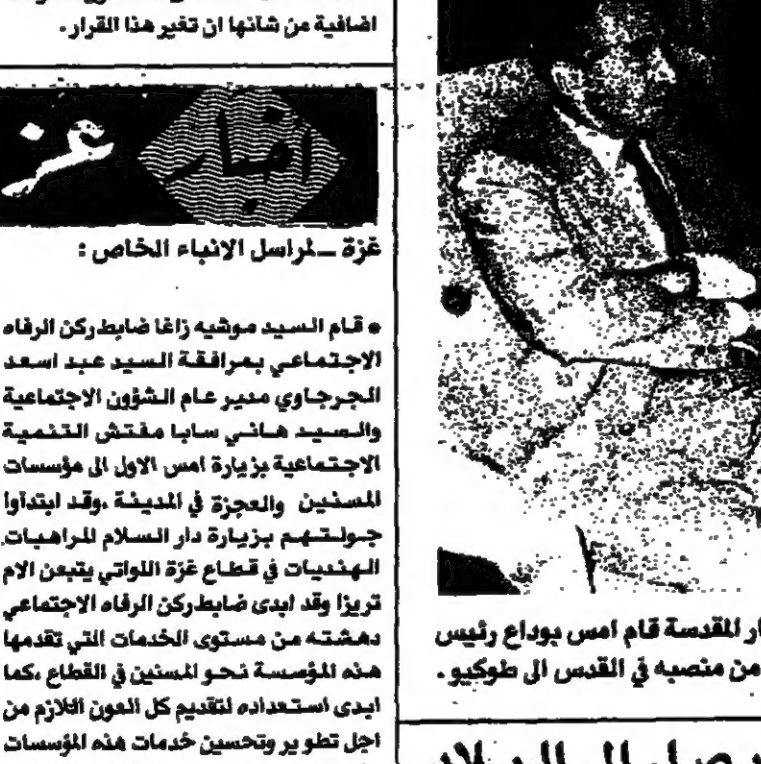 اضافية من شأنها ان تغير هذا القرار .
اخبار
غزة
غزة ــ لمراسل الانباء الخاص :
• قام السيد موشيه زاغا ضابط ركن الرفاه
الاجتماعي بمرافقة السيد عبد اسعد
الجرجاوي مدير عام الشؤون الاجتماعية
والسيد هاني سابا مفتش التنمية
الاجتماعية بزيارة امس الاول الى مؤسسات
المسنين والعجزة في المدينة ،وقد ابتدأوا
جولتهم بزيارة دار السلام للراهبات
الهنديات في قطاع غزة اللواتي يتبعن الام
تريزا وقد ابدى ضابط ركن الرفاه الاجتماعي
دهشته من مستوى الخدمات التي تقدمها
هذه المؤسسة نحو المسنين في القطاع ،كما
ابدى استعداده لتقديم كل العون اللازم من
اجل تطوير وتحسين خدمات هذه المؤسسات
ار المقدسة قام امس بوداع رئيس
من منصبه في القدس الى طوكيو .